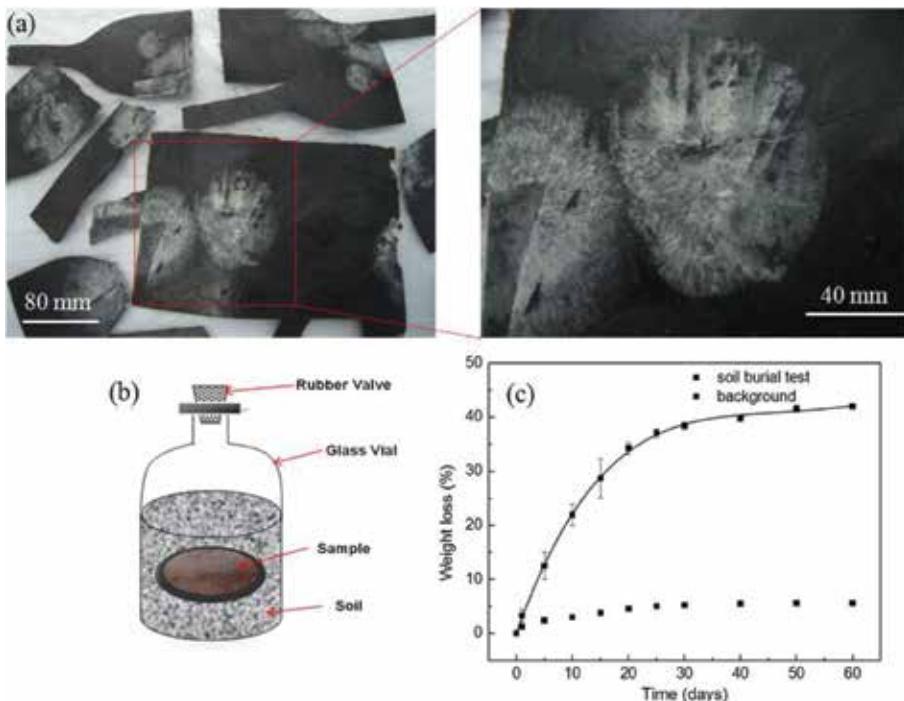 (a)
80 mm
40 mm
(b)
Rubber Valve
Glass Vial
Sample
Soil
(c)
soil burial test
background
Weight loss (%)
50
40
30
20
10
0
0 10 20 30 40 50 60
Time (days)